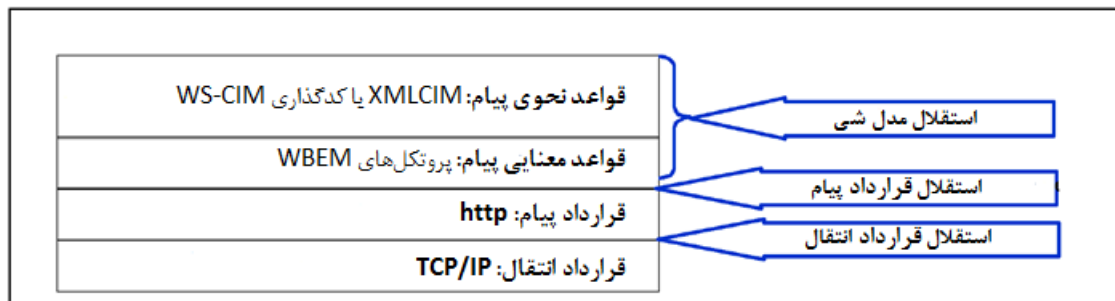 قواعد نحوی پیام: XMLCIM یا کدگذاری WS-CIM
استقلال مدل شی
قواعد معنایی پیام: پروتکل‌های WBEM
استقلال قرارداد پیام
قرارداد پیام: http
استقلال قرارداد انتقال
قرارداد انتقال: TCP/IP